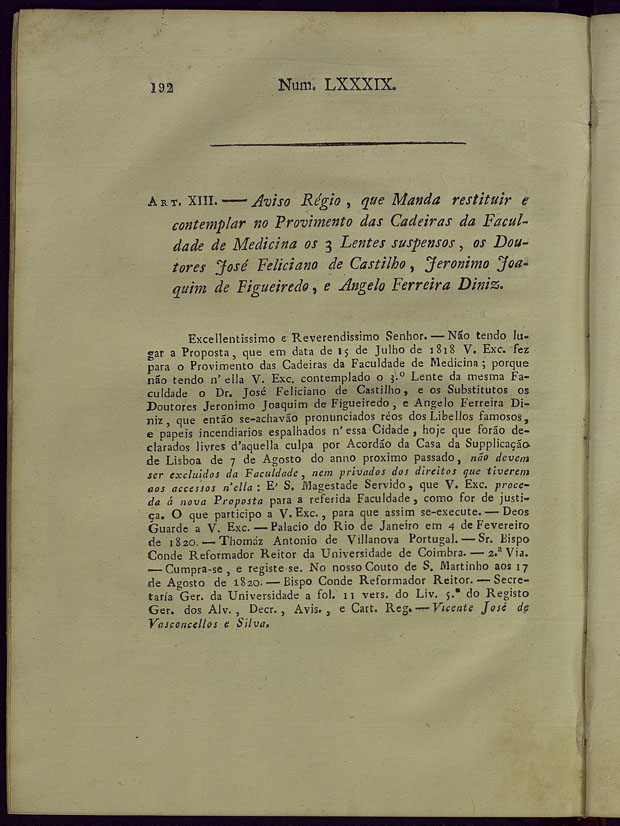 192 Num. LXXXIX.
ART. XIII. — Aviso Régio, que Manda restituir e
contemplar no Provimento das Cadeiras da Facul-
dade de Medicina os 3 Lentes suspensos, os Dou-
tores José Feliciano de Castilho, Jeronimo Joa-
quim de Figueiredo, e Angelo Ferreira Diniz.
Excellentissimo e Reverendissimo Senhor. — Não tendo lu-
gar a Proposta, que em data de 15 de Julho de 1818 V. Exc. fez
para o Provimento das Cadeiras da Faculdade de Medicina; porque
não tendo n'ella V. Exc. contemplado o 3.º Lente da mesma Fa-
culdade o Dr. José Feliciano de Castilho, e os Substitutos os
Doutores Jeronimo Joaquim de Figueiredo, e Angelo Ferreira Di-
niz, que então se-achavão pronunciados réos dos Libellos famosos,
e papeis incendiarios espalhados n'essa Cidade, hoje que forão de-
clarados livres d'aquella culpa por Acordão da Casa da Supplicação
de Lisboa de 7 de Agosto do anno proximo passado, não devem
ser excluidos da Faculdade, nem privados dos direitos que tiverem
aos accessos n'ella: E' S. Magestade Servido, que V. Exc. proce-
da á nova Proposta para a referida Faculdade, como for de justi-
ça. O que participo a V. Exc., para que assim se-execute. — Deos
Guarde a V. Exc. — Palacio do Rio de Janeiro em 4 de Fevereiro
de 1820. — Thomáz Antonio de Villanova Portugal. — Sr. Bispo
Conde Reformador Reitor da Universidade de Coimbra. — 2.ª Via.
— Cumpra-se, e registe-se. No nosso Couto de S. Martinho aos 17
de Agosto de 1820. — Bispo Conde Reformador Reitor. — Secre-
taría Ger. da Universidade a fol. 11 vers. do Liv. 5.º do Registo
Ger. dos Alv., Decr., Avis., e Cart. Reg. — Vicente José de
Vasconcellos e Silva.